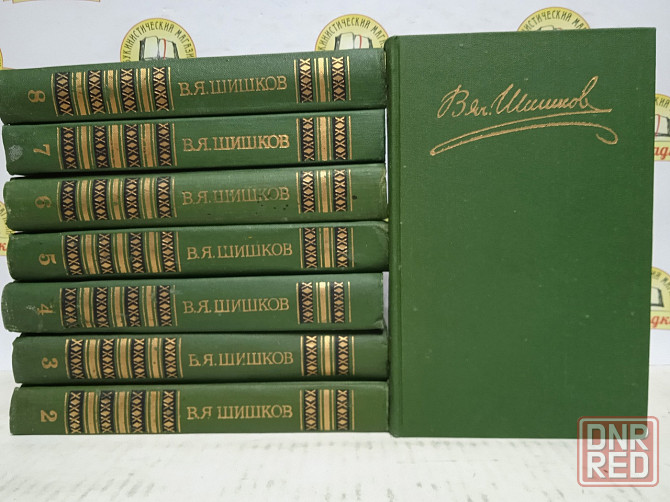 8 В.Я.ШИШКОВ
7 В.Я.ШИШКОВ
6 В.Я.ШИШКОВ
5 В.Я.ШИШКОВ
4 В.Я.ШИШКОВ
3 В.Я.ШИШКОВ
2 В.Я ШИШКОВ
Вяч. Шишков
БУКИНИСТИЧЕСКИЙ МАГАЗИН
DNR
RED